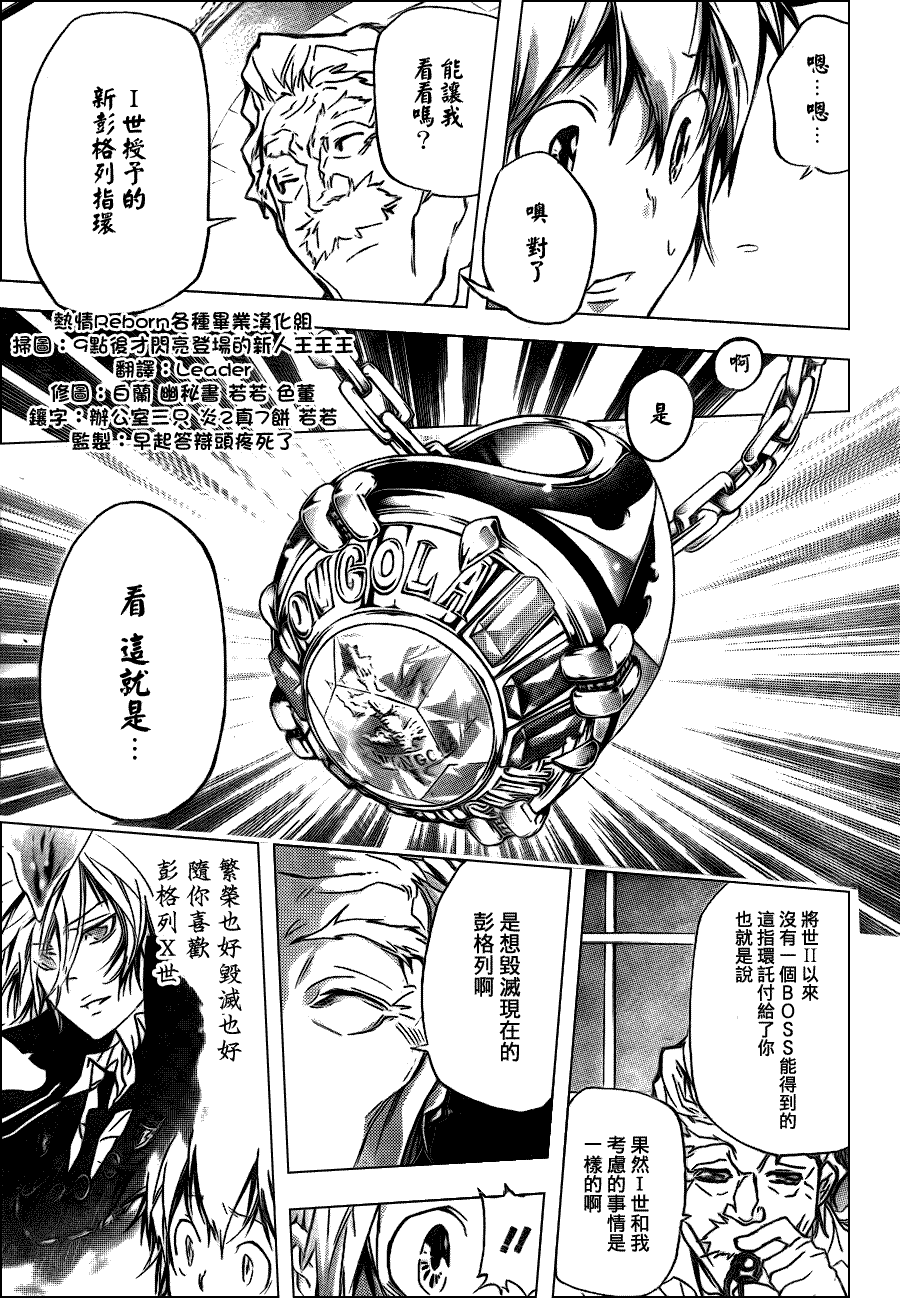 嗯…嗯…
噢 對了
能讓我
看看嗎？
I世授予的
新彭格列指環
熱情Reborn各種畢業漢化組
掃圖：9點後才閃亮登場的新人王王王
翻譯：Leader
修圖：白蘭 幽秘書 若若 色董
鑲字：辦公室三只 炎2真7餅 若若
監製：早起答辯頭疼死了
啊
是
VONGOLA
看 這就是…
將世II以來
沒有一個BOSS能得到的
這指環託付給了你
也就是說
果然I世和我
考慮的事情是
一樣的啊
是想毀滅現在的
彭格列啊
!!
繁榮也好毀滅也好
隨你喜歡
彭格列X世